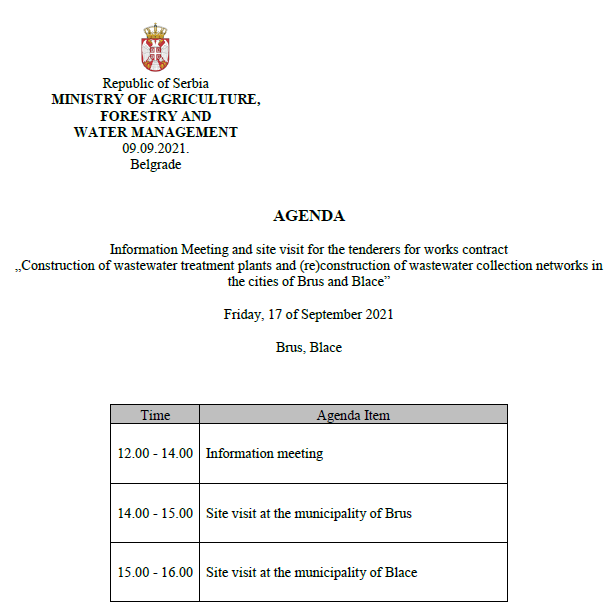 Republic of Serbia
MINISTRY OF AGRICULTURE,
FORESTRY AND
WATER MANAGEMENT
09.09.2021.
Belgrade
AGENDA
Information Meeting and site visit for the tenderers for works contract
„Construction of wastewater treatment plants and (re)construction of wastewater collection networks in
the cities of Brus and Blace”
Friday, 17 of September 2021
Brus, Blace
Time Agenda Item
12.00 - 14.00 Information meeting
14.00 - 15.00 Site visit at the municipality of Brus
15.00 - 16.00 Site visit at the municipality of Blace